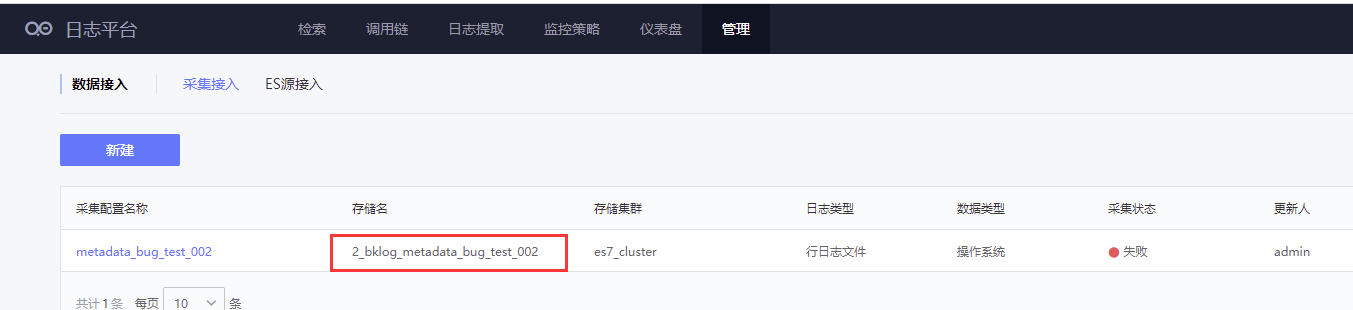 日志平台 检索 调用链 日志提取 监控策略 仪表盘 管理
数据接入 采集接入 ES源接入
新建
采集配置名称 存储名 存储集群 日志类型 数据类型 采集状态 更新人
metadata_bug_test_002 2_bklog_metadata_bug_test_002 es7_cluster 行日志文件 操作系统 失败 admin
共计 1 条 每页 10 条